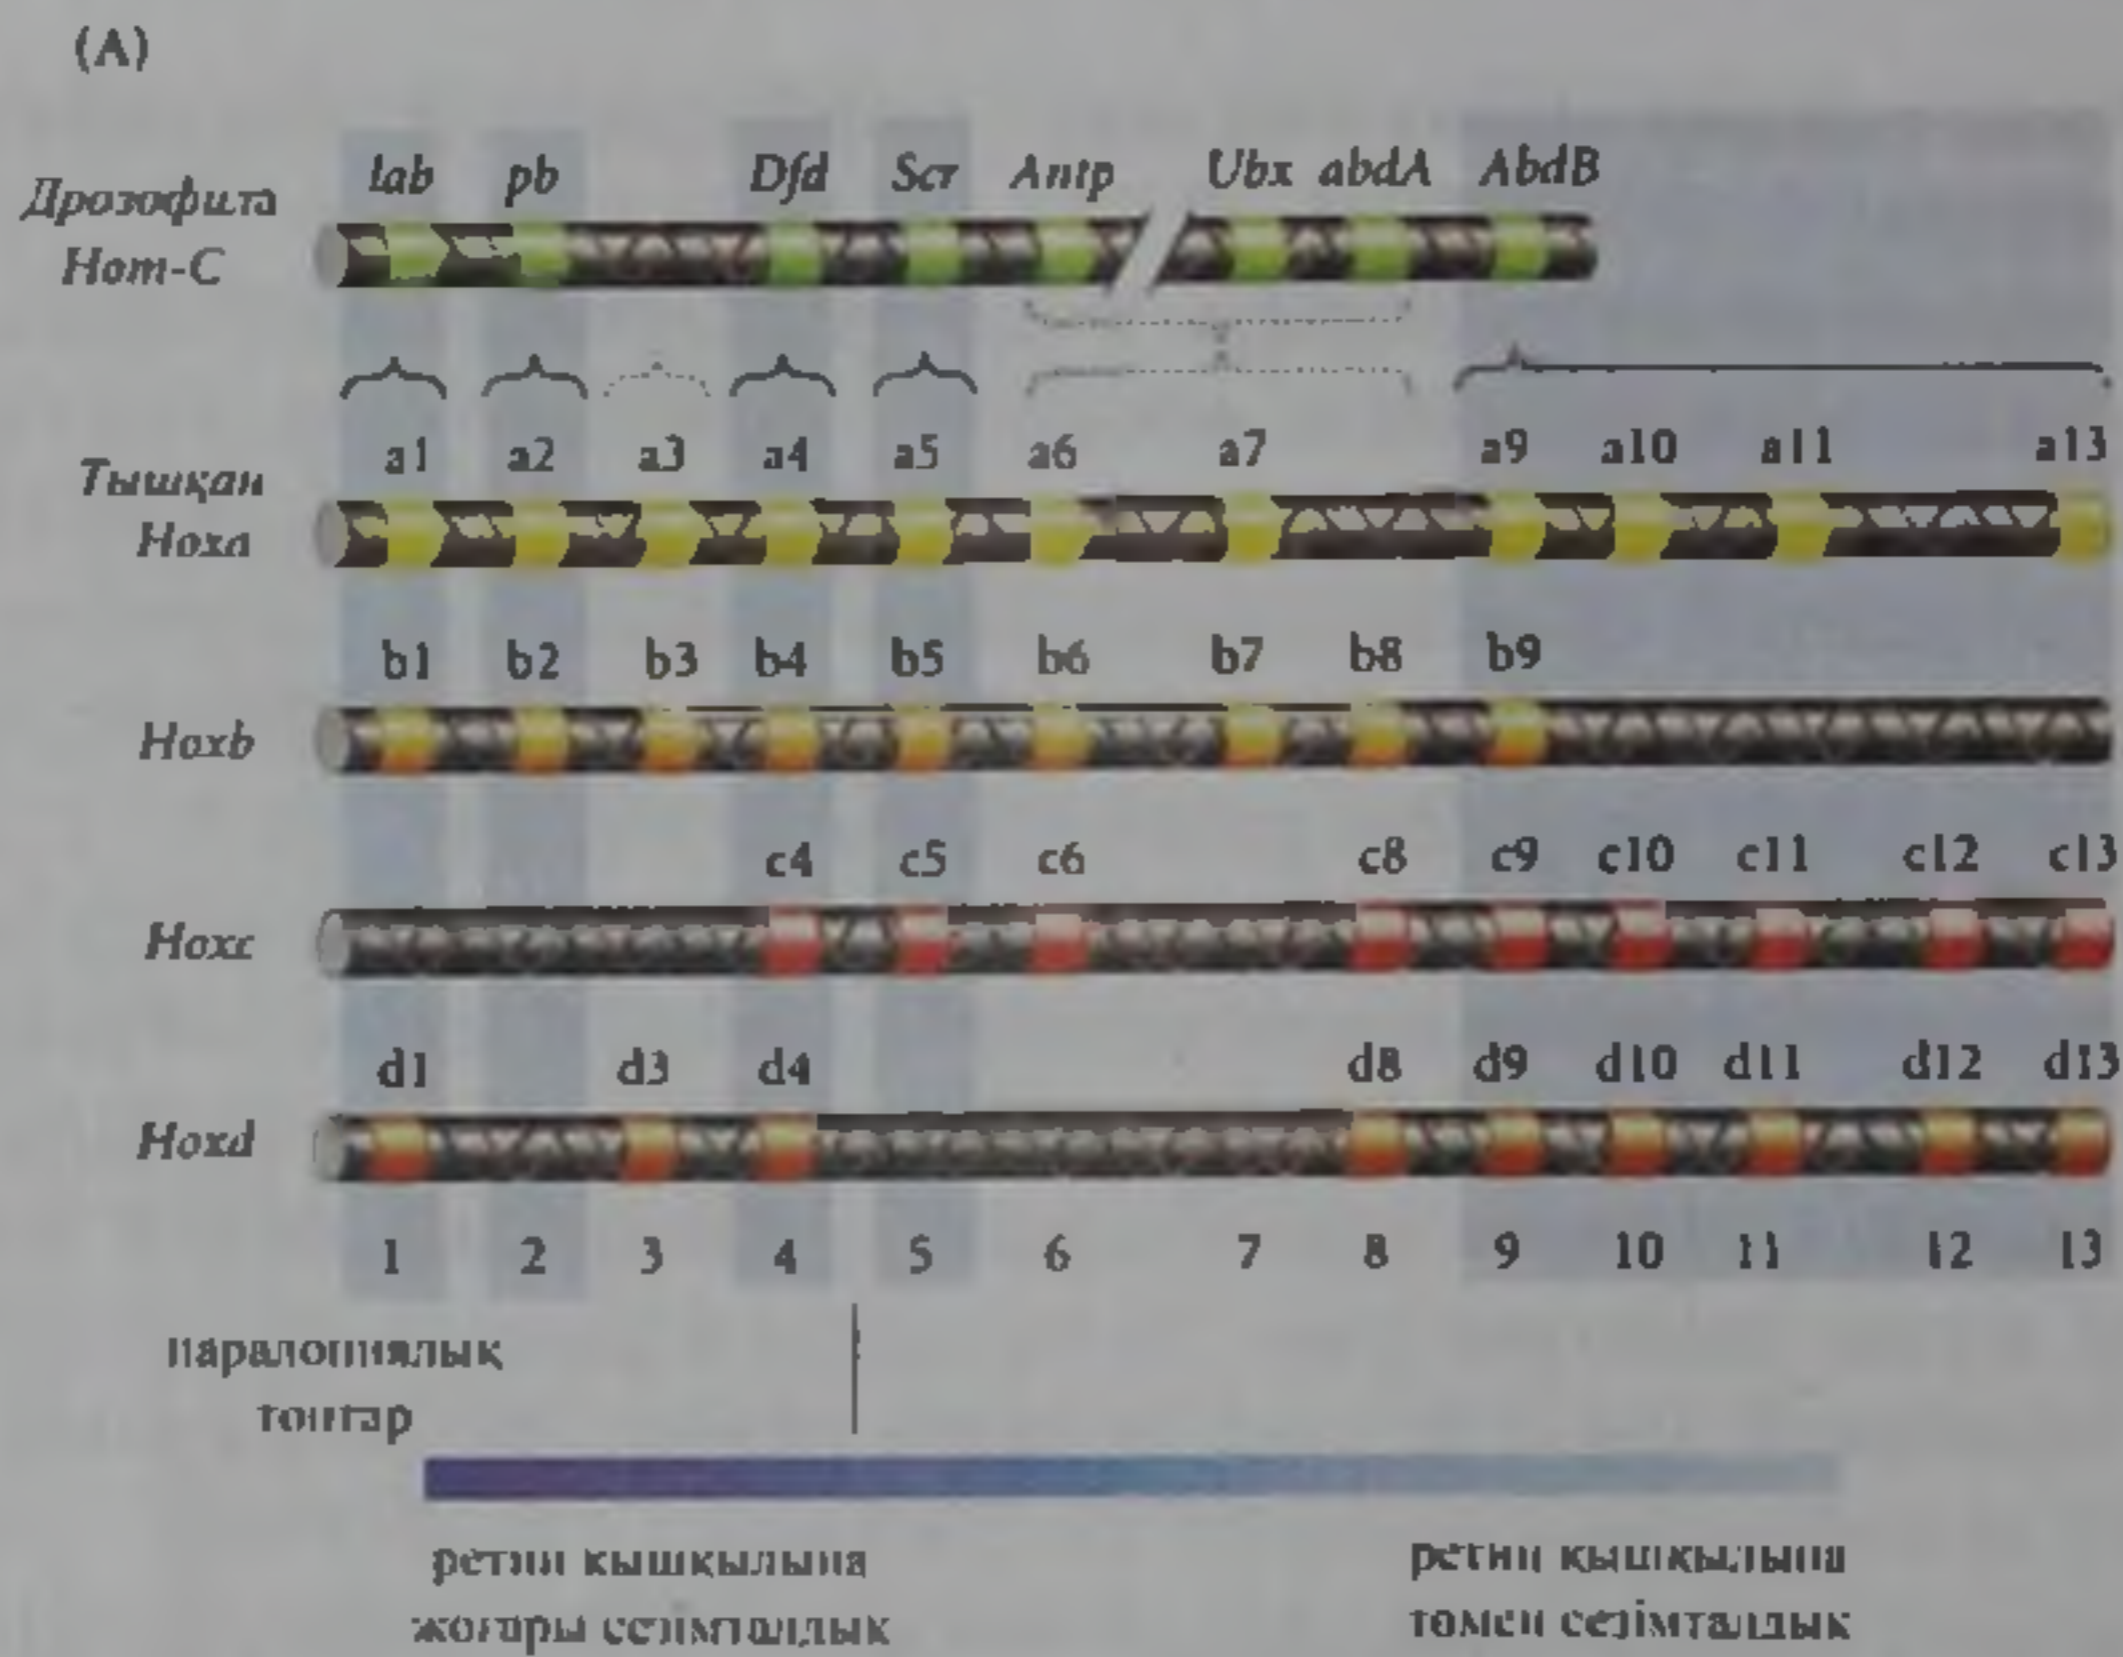 (A)
lab pb Dfd Scr Antp Ubx abdA AbdB
Дрозофила
Hom-C
a1 a2 a3 a4 a5 a6 a7 a9 a10 a11 a13
Тышқан
Hoxa
b1 b2 b3 b4 b5 b6 b7 b8 b9
Hoxb
c4 c5 c6 c8 c9 c10 c11 c12 c13
Hoxc
d1 d3 d4 d8 d9 d10 d11 d12 d13
Hoxd
1 2 3 4 5 6 7 8 9 10 11 12 13
паралогиялық
топтар
ретин қышқылына
жоғары сезімталдық
ретин қышқылына
төмен сезімталдық